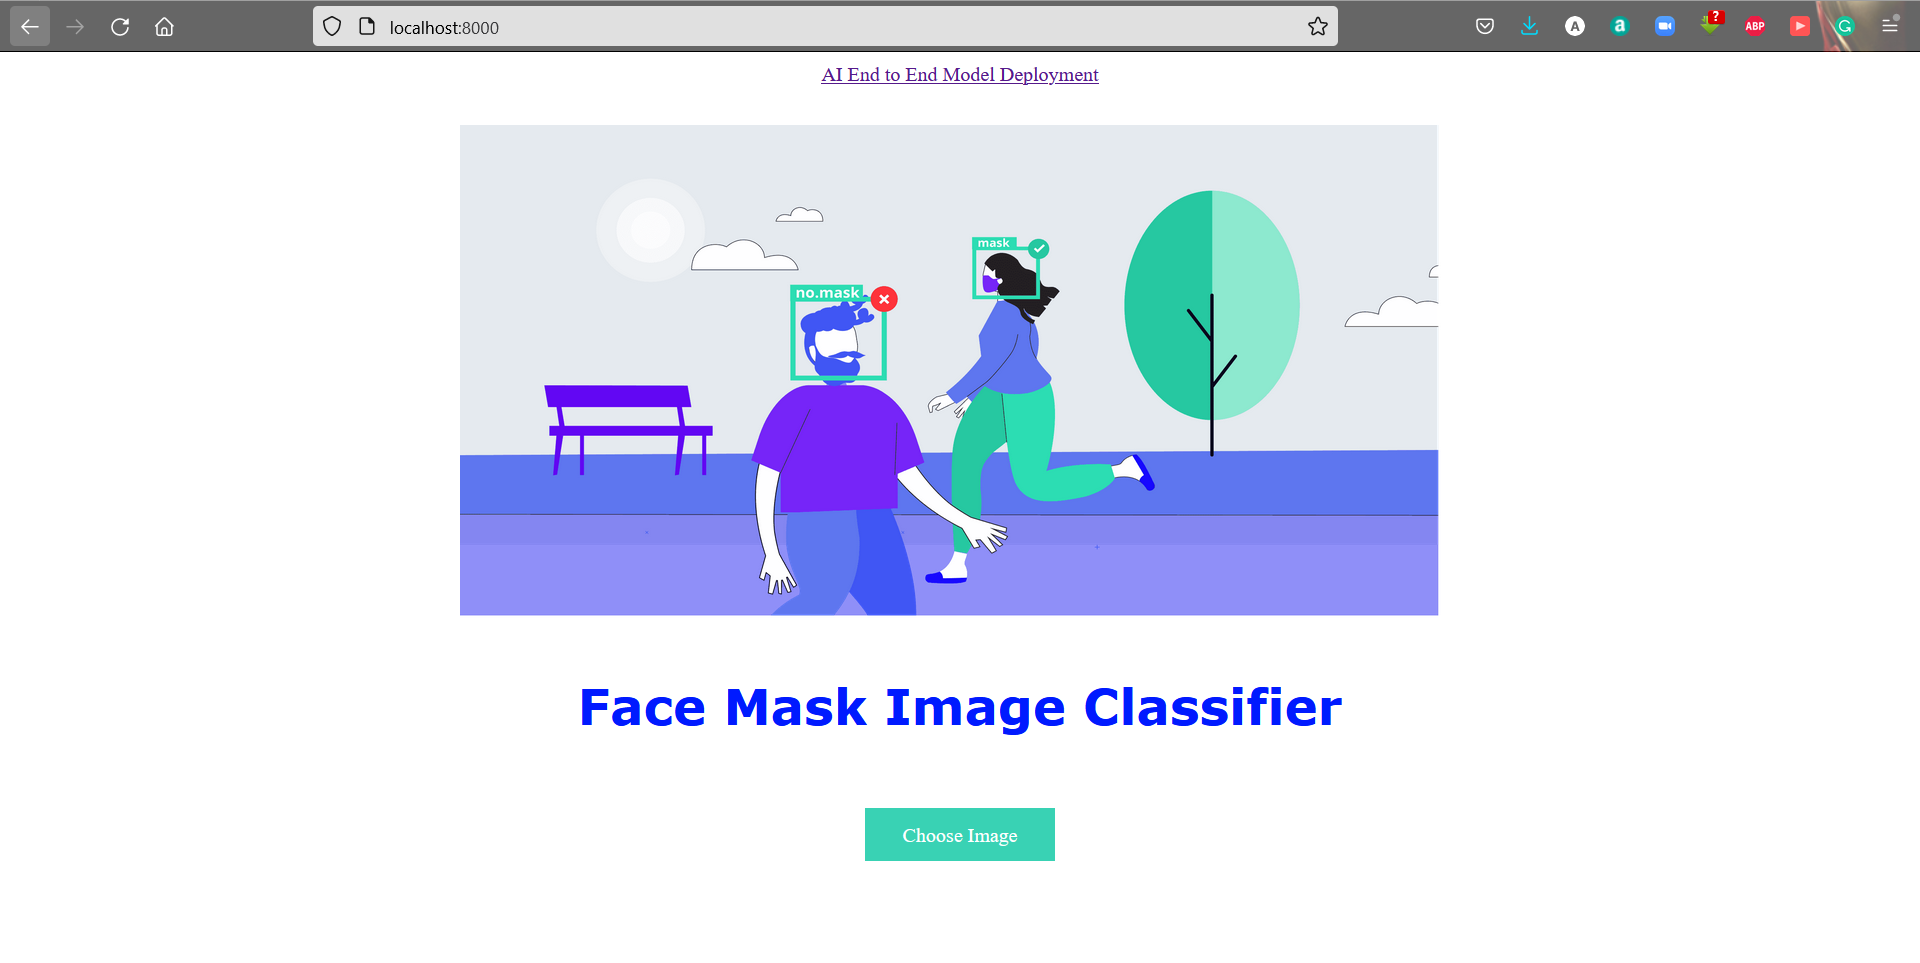 localhost:8000
?
A
a
ABP
G
AI End to End Model Deployment
mask
no.mask
Face Mask Image Classifier
Choose Image